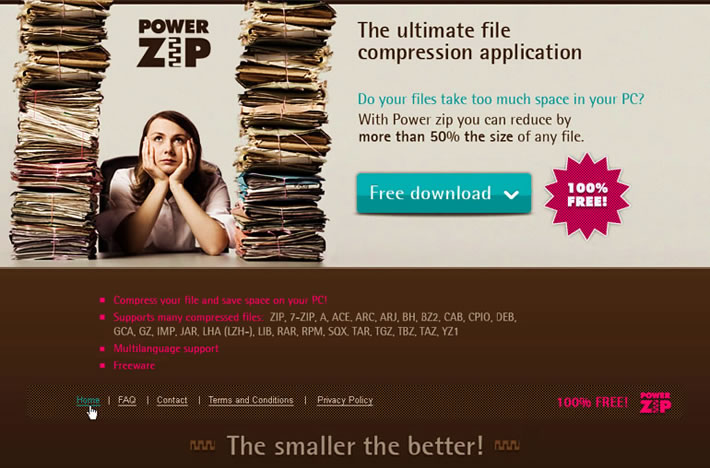 POWER
ZIP
The ultimate file
compression application
Do your files take too much space in your PC?
With Power zip you can reduce by
more than 50% the size of any file.
Free download
100%
FREE!
Compress your file and save space on your PC!
Supports many compressed files: ZIP, 7-ZIP, A, ACE, ARC, ARJ, BH, BZ2, CAB, CPIO, DEB,
GCA, GZ, IMP, JAR, LHA (LZH-), LIB, RAR, RPM, SQX, TAR, TGZ, TBZ, TAZ, YZ1
Multilanguage support
Freeware
Home | FAQ | Contact | Terms and Conditions | Privacy Policy
100% FREE!
POWER
ZIP
The smaller the better!